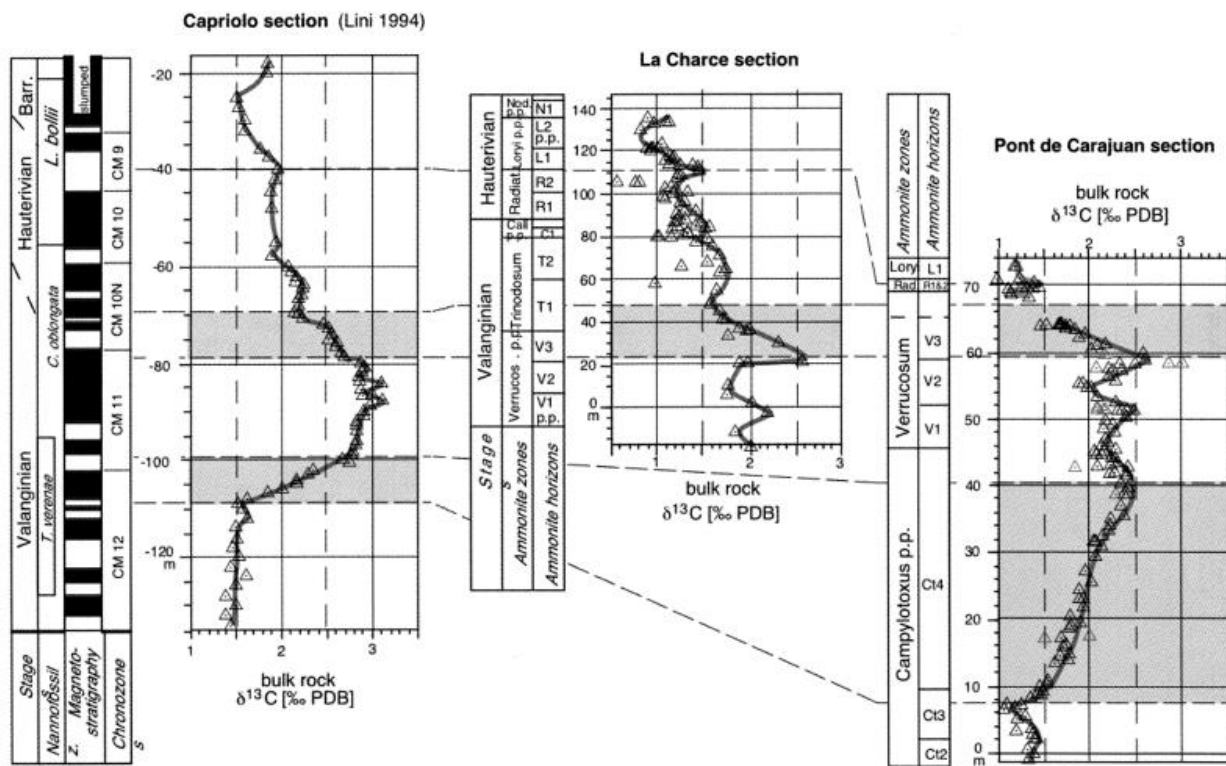 Capriolo section (Lini 1994)
Barr.
Hauterivian
Valanginian
Stage
L. bollii
C. oblongata
T. verenae
Nannofossil
s
z.
slumped
Magneto-
stratigraphy
CM 9
CM 10
CM 10N
CM 11
CM 12
Chronozone
s
-20
-40
-60
-80
-100
-120
m
1 2 3
bulk rock
δ13C [‰ PDB]
La Charce section
Hauterivian
Valanginian
Stage
s
Nod. p.p.
Loryi p.p.
Radiat.
Call p.p.
Trinodosum
Verrucos - p.p.
Ammonite zones
N1
L2 p.p.
L1
R2
R1
C1
T2
T1
V3
V2
V1 p.p.
Ammonite horizons
140
120
100
80
60
40
20
0
m
1 2 3
bulk rock
δ13C [‰ PDB]
Pont de Carajuan section
Ammonite zones
Ammonite horizons
bulk rock
δ13C [‰ PDB]
1 2 3
Lory L1
Rad R1&2
Verrucosum
V3
V2
V1
Campylotoxus p.p.
Ct4
Ct3
Ct2
70
60
50
40
30
20
10
0
m
1 2 3